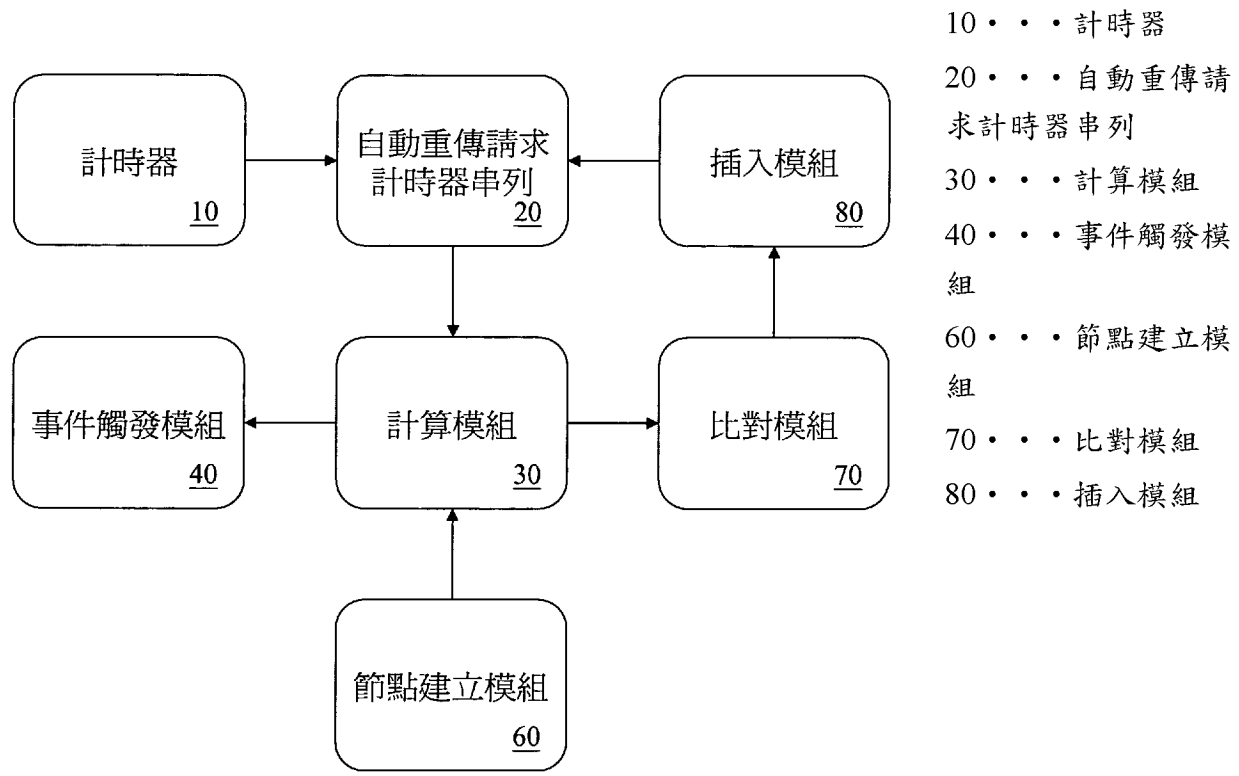 計時器
10
自動重傳請求
計時器串列
20
插入模組
80
事件觸發模組
40
計算模組
30
比對模組
70
節點建立模組
60
10・・・計時器
20・・・自動重傳請
求計時器串列
30・・・計算模組
40・・・事件觸發模
組
60・・・節點建立模
組
70・・・比對模組
80・・・插入模組